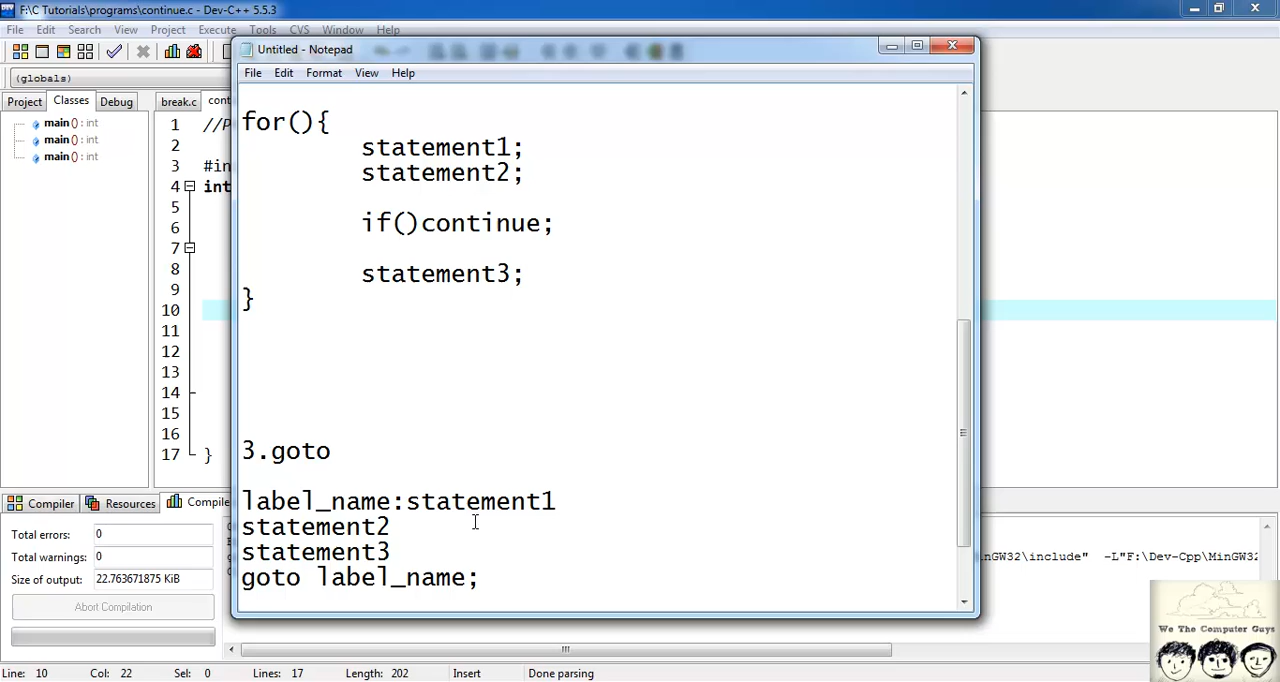 F:\C Tutorials\programs\continue.c - Dev-C++ 5.5.3
File Edit Search View Project Execute Tools CVS Window Help
(globals)
Project Classes Debug
main () : int
main () : int
main () : int
break.c
1
2
3 #in
4 int
5
6
7
8
9
10
11
12
13
14
15
16
17 }
Untitled - Notepad
File Edit Format View Help
for(){
statement1;
statement2;
if()continue;
statement3;
}
3.goto
label_name:statement1
statement2
statement3
goto label_name;
Compiler Resources Compile
Total errors: 0
Total warnings: 0
Size of output: 22.763671875 KiB
Abort Compilation
nGW32\include" -L"F:\Dev-Cpp\MinGW32
Line: 10 Col: 22 Sel: 0 Lines: 17 Length: 202 Insert Done parsing
We The Computer Guys